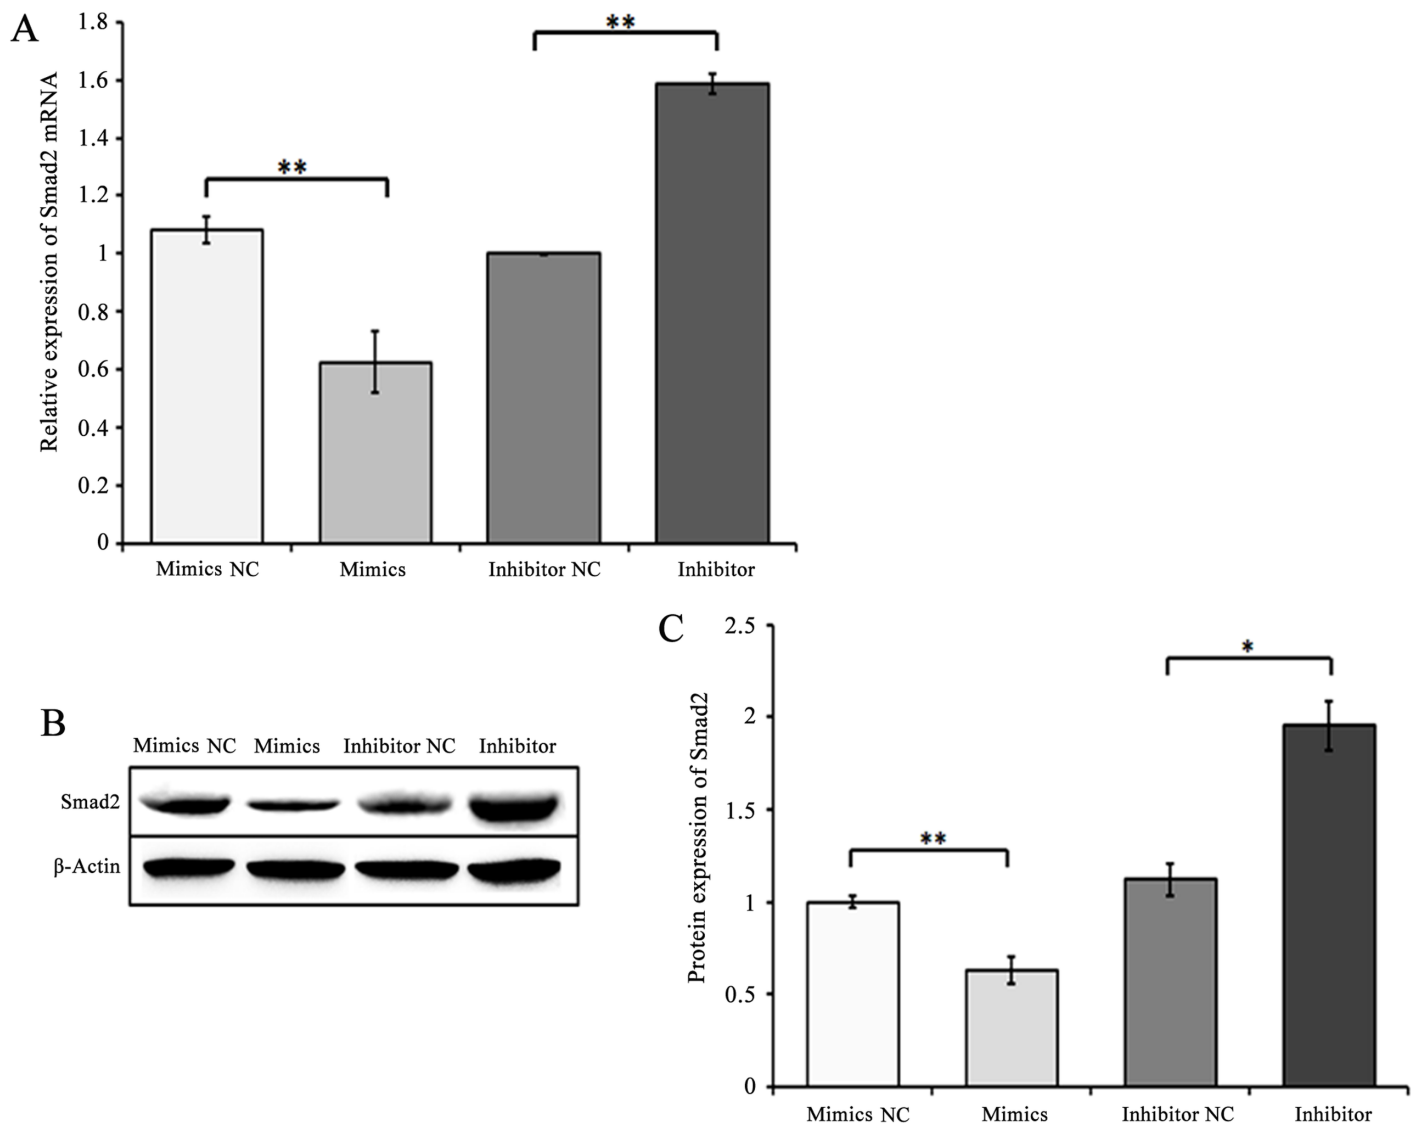 A
Relative expression of Smad2 mRNA
1.8
1.6
1.4
1.2
1
0.8
0.6
0.4
0.2
0
**
**
Mimics NC
Mimics
Inhibitor NC
Inhibitor
B
Mimics NC
Mimics
Inhibitor NC
Inhibitor
Smad2
β-Actin
C
Protein expression of Smad2
2.5
2
1.5
1
0.5
0
**
*
Mimics NC
Mimics
Inhibitor NC
Inhibitor